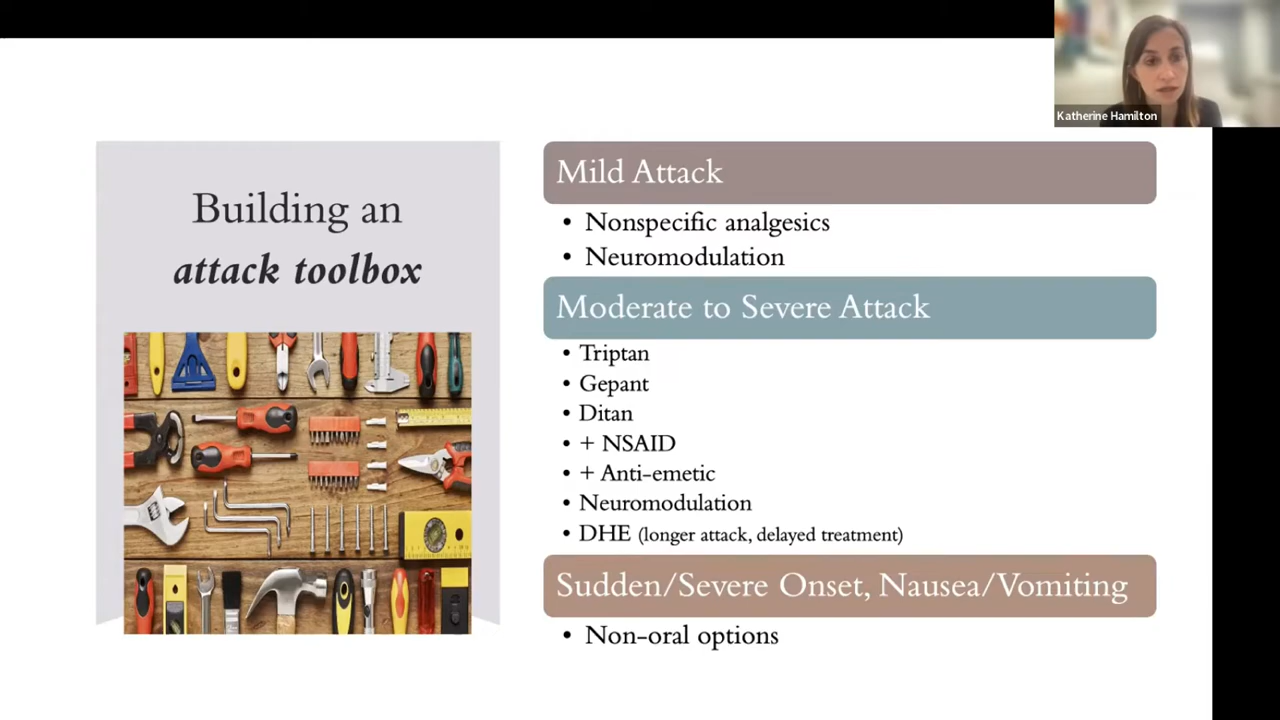 Katherine Hamilton
Building an
attack toolbox
Mild Attack
• Nonspecific analgesics
• Neuromodulation
Moderate to Severe Attack
• Triptan
• Gepant
• Ditan
• + NSAID
• + Anti-emetic
• Neuromodulation
• DHE (longer attack, delayed treatment)
Sudden/Severe Onset, Nausea/Vomiting
• Non-oral options